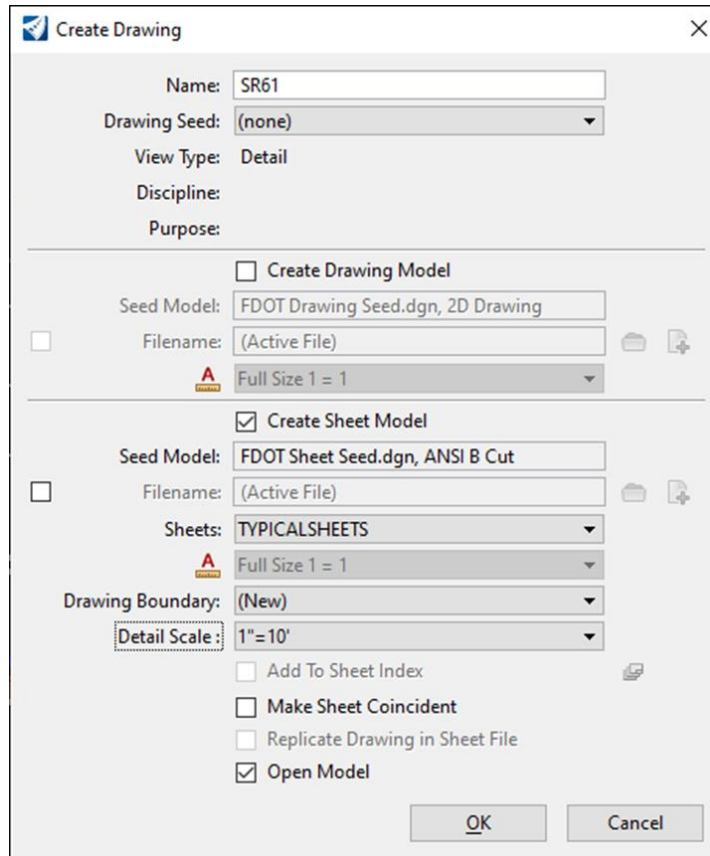 Create Drawing
Name: SR61
Drawing Seed: (none)
View Type: Detail
Discipline:
Purpose:
Create Drawing Model
Seed Model: FDOT Drawing Seed.dgn, 2D Drawing
Filename: (Active File)
A Full Size 1 = 1
Create Sheet Model
Seed Model: FDOT Sheet Seed.dgn, ANSI B Cut
Filename: (Active File)
Sheets: TYPICALSHEETS
A Full Size 1 = 1
Drawing Boundary: (New)
Detail Scale : 1"=10'
Add To Sheet Index
Make Sheet Coincident
Replicate Drawing in Sheet File
Open Model
OK Cancel